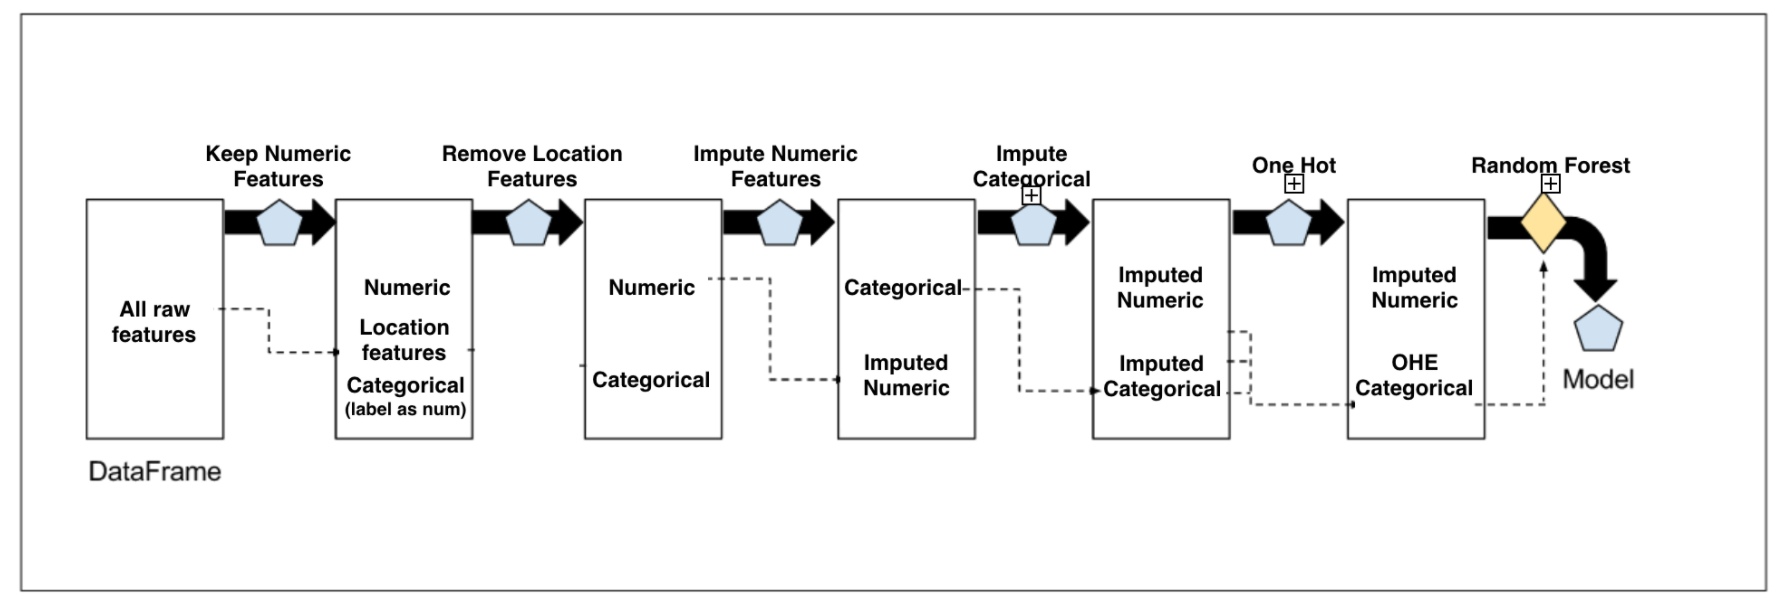 Keep Numeric
Features
Remove Location
Features
Impute Numeric
Features
Impute
Categorical
One Hot
Random Forest
All raw
features
Numeric
Location
features
Categorical
(label as num)
Numeric
Categorical
Categorical
Imputed
Numeric
Imputed
Numeric
Imputed
Categorical
Imputed
Numeric
OHE
Categorical
Model
DataFrame